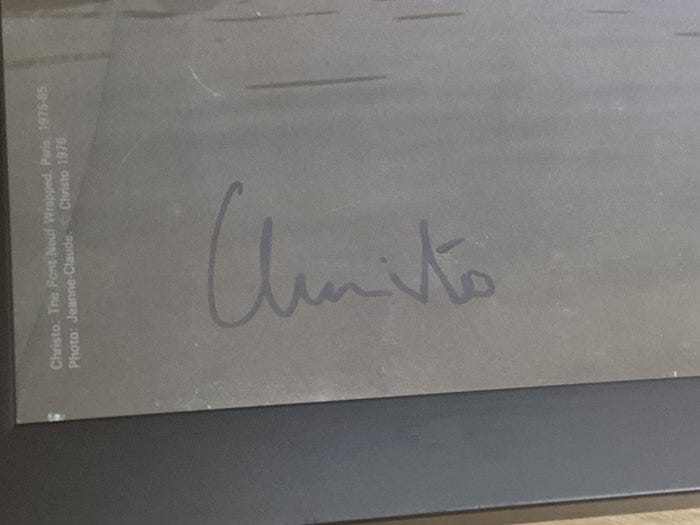 Christo: The Pont Neuf Wrapped. Paris. 1975-85
Photo: Jeanne Claude. © Christo 1976
Christo